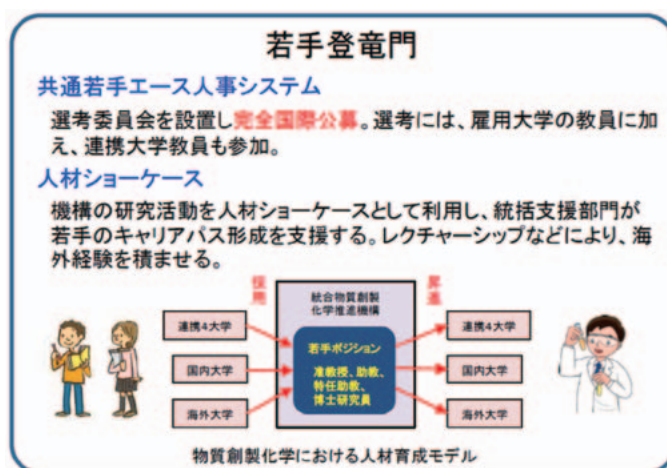 若手登竜門
共通若手エース人事システム
選考委員会を設置し完全国際公募。選考には、雇用大学の教員に加
え、連携大学教員も参加。
人材ショーケース
機構の研究活動を人材ショーケースとして利用し、統括支援部門が
若手のキャリアパス形成を支援する。レクチャーシップなどにより、海
外経験を積ませる。
採用
統合物質創製
化学推進機構
昇進
連携4大学
国内大学
海外大学
若手ポジション
准教授、助教、
特任助教、
博士研究員
連携4大学
国内大学
海外大学
物質創製化学における人材育成モデル